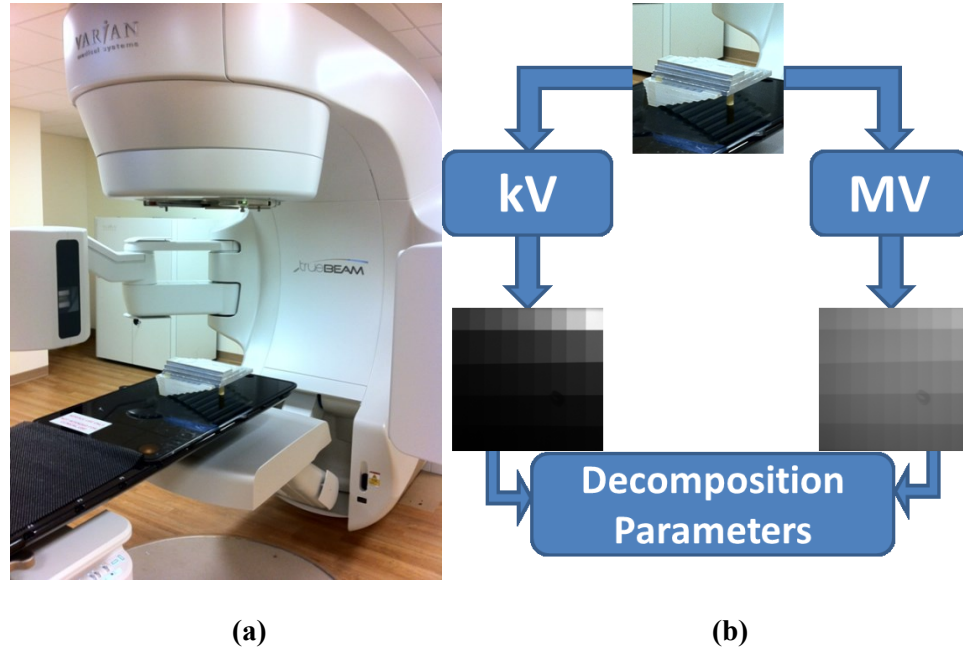 VARIAN
medical systems
trueBEAM
kV
MV
Decomposition
Parameters
(a)
(b)